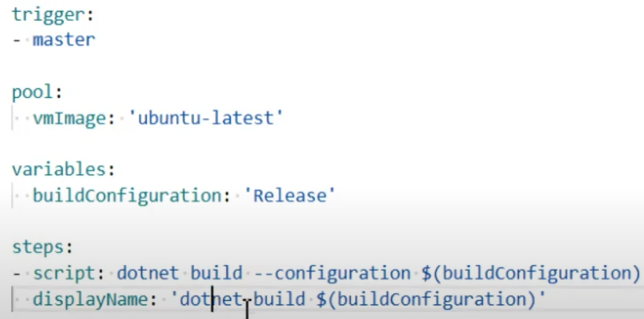 trigger:
- master
pool:
vmImage: 'ubuntu-latest'
variables:
buildConfiguration: 'Release'
steps:
- script: dotnet build --configuration $(buildConfiguration)
displayName: 'dotnet build $(buildConfiguration)'